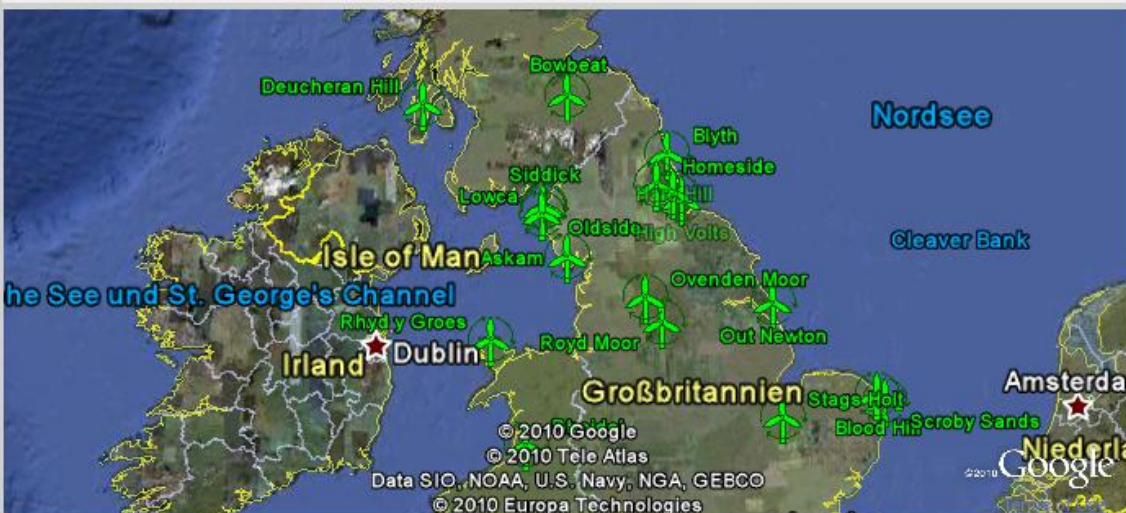 Bowbeat
Deucheran Hill
Nordsee
Blyth
Homeside
Siddick
Lowca
Hill
Oldside
High Volts
Cleaver Bank
Isle of Man
Askam
Ovenden Moor
he See und St. George's Channel
Rhyd y Groes
Royd Moor
Out Newton
Dublin
Irland
Großbritannien
Amsterda
Stags Holt
Blood Hill
Scroby Sands
© 2010 Google
© 2010 Tele Atlas
Niederla
Data SIO, NOAA, U.S. Navy, NGA, GEBCO
© 2010 Europa Technologies
©2010 Google